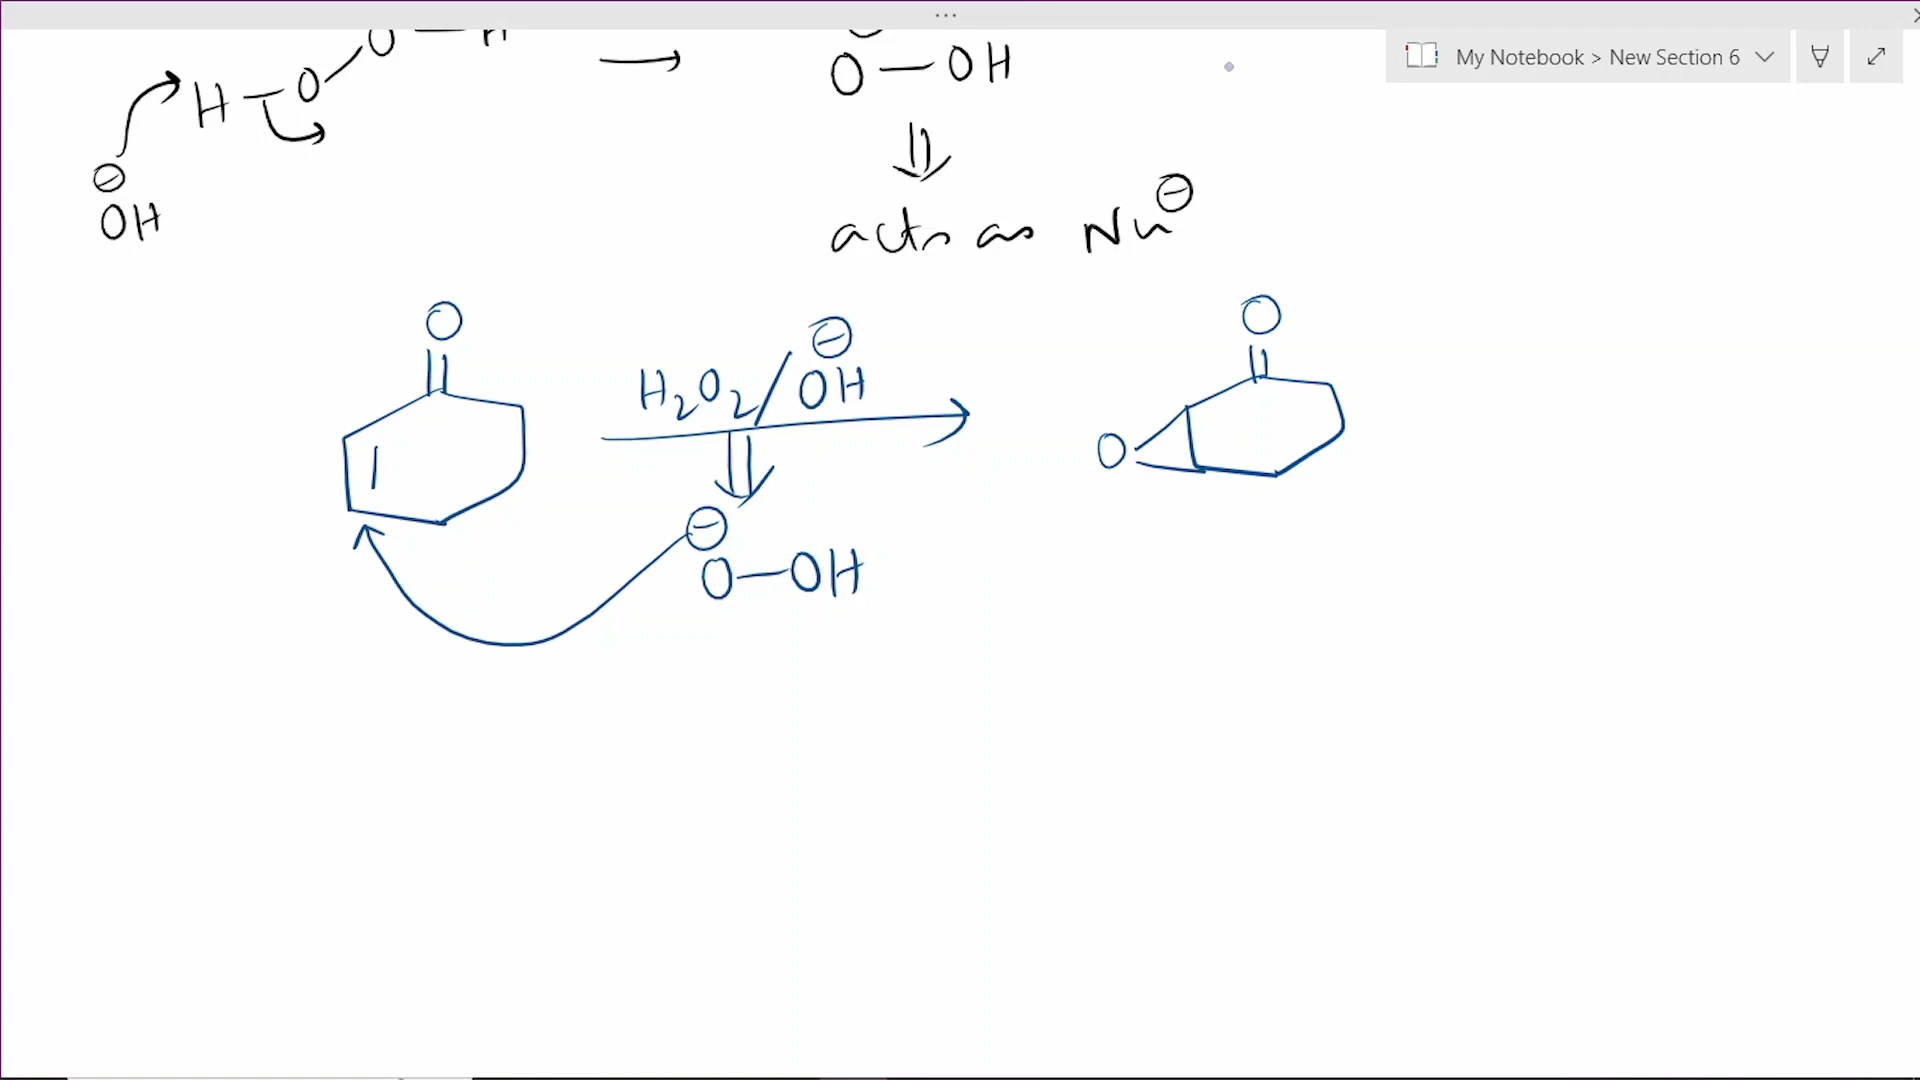 ...
My Notebook > New Section 6
H
O
O—OH
H—O
⊖
OH
acts as Nu⊖
O
H₂O₂/⊖OH
O
O
⊖
O—OH